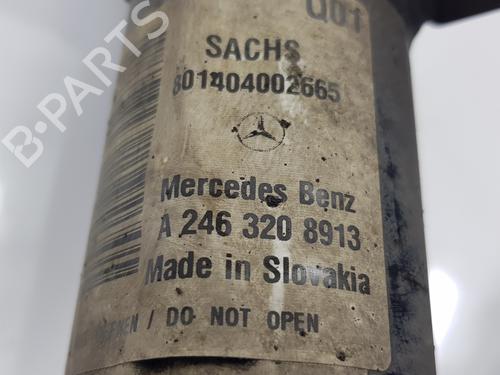 Q01
SACHS
801404002665
Mercedes Benz
A 246 320 8913
Made in Slovakia
/ DO NOT OPEN
B-PARTS